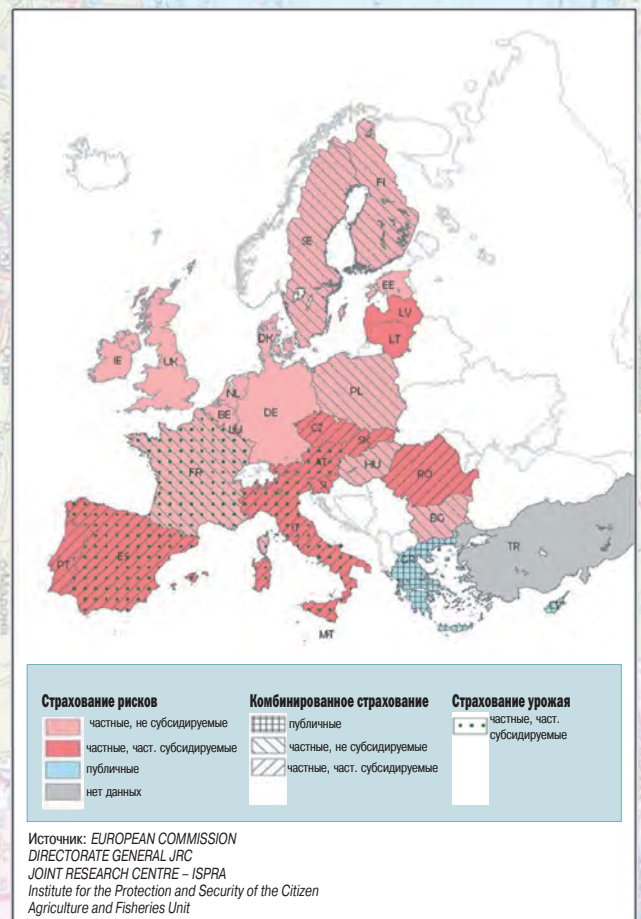 FI
SE
EE
LV
LT
DK
IE
UK
NL
PL
BE
DE
LU
CZ
SK
FR
AT
HU
RO
IT
BG
PT
ES
TR
GR
MT
Страхование рисков
частные, не субсидируемые
частные, част. субсидируемые
публичные
нет данных
Комбинированное страхование
публичные
частные, не субсидируемые
частные, част. субсидируемые
Страхование урожая
частные, част.
субсидируемые
Источник: EUROPEAN COMMISSION
DIRECTORATE GENERAL JRC
JOINT RESEARCH CENTRE – ISPRA
Institute for the Protection and Security of the Citizen
Agriculture and Fisheries Unit